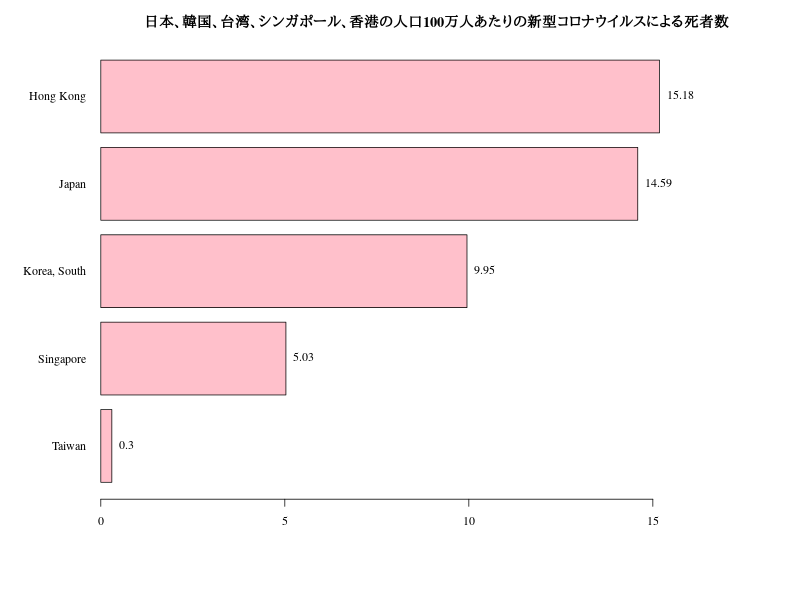 日本、韓国、台湾、シンガポール、香港の人口100万人あたりの新型コロナウイルスによる死者数
Hong Kong 15.18
Japan 14.59
Korea, South 9.95
Singapore 5.03
Taiwan 0.3
0 5 10 15